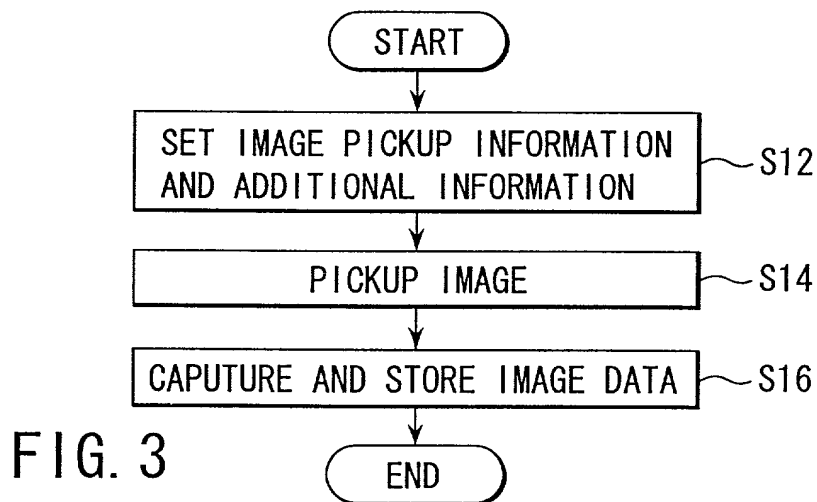 START
SET IMAGE PICKUP INFORMATION
AND ADDITIONAL INFORMATION
S12
PICKUP IMAGE
S14
CAPUTURE AND STORE IMAGE DATA
S16
END
FIG. 3